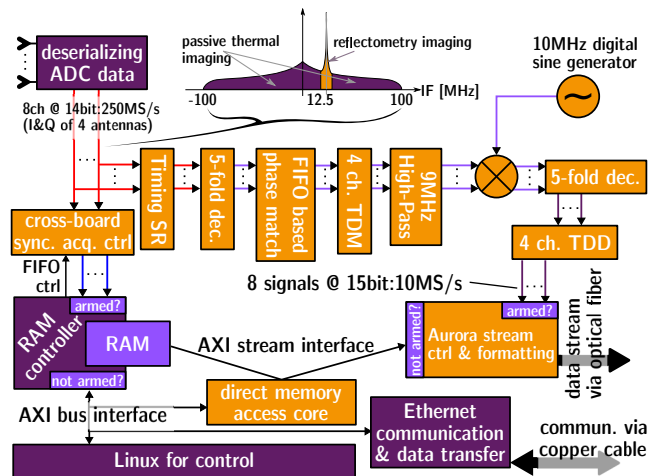 deserializing
ADC data
passive thermal
imaging
reflectometry imaging
10MHz digital
sine generator
-100
12.5
100
IF [MHz]
8ch @ 14bit:250MS/s
(I&Q of 4 antennas)
Timing SR
5-fold dec.
FIFO based
phase match
4 ch. TDM
9MHz
High-Pass
5-fold dec.
4 ch. TDD
cross-board
sync. acq. ctrl
FIFO
ctrl
8 signals @ 15bit:10MS/s
armed?
RAM
controller
RAM
not armed?
AXI stream interface
armed?
not armed?
Aurora stream
ctrl & formatting
data stream
via optical fiber
direct memory
access core
AXI bus interface
Ethernet
communication
& data transfer
commun. via
copper cable
Linux for control